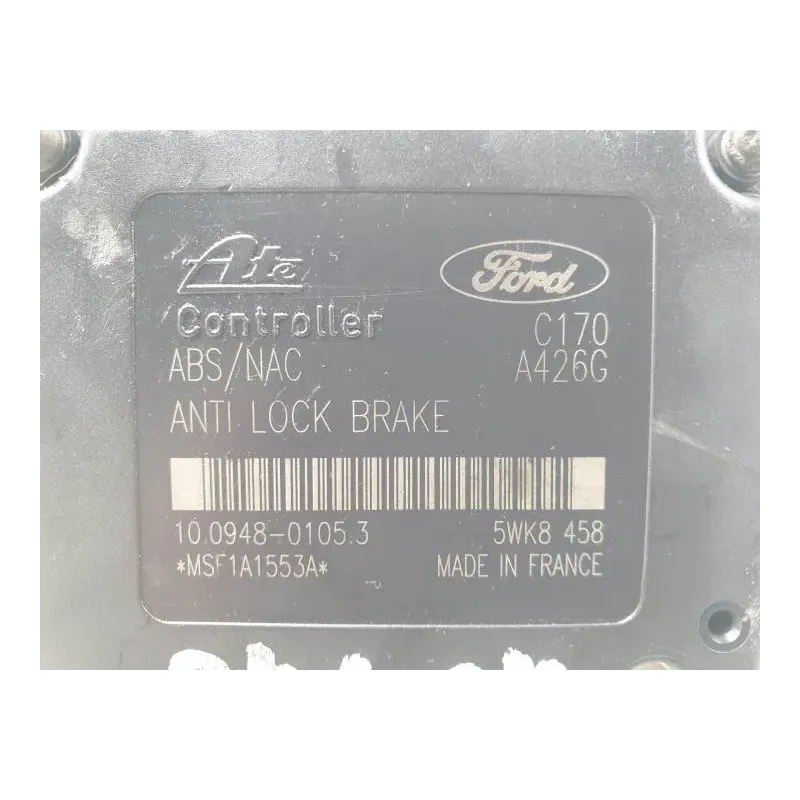 Ate Ford
Controller C170
ABS/NAC A426G
ANTI LOCK BRAKE
10.0948-0105.3 5WK8 458
*MSF1A1553A* MADE IN FRANCE